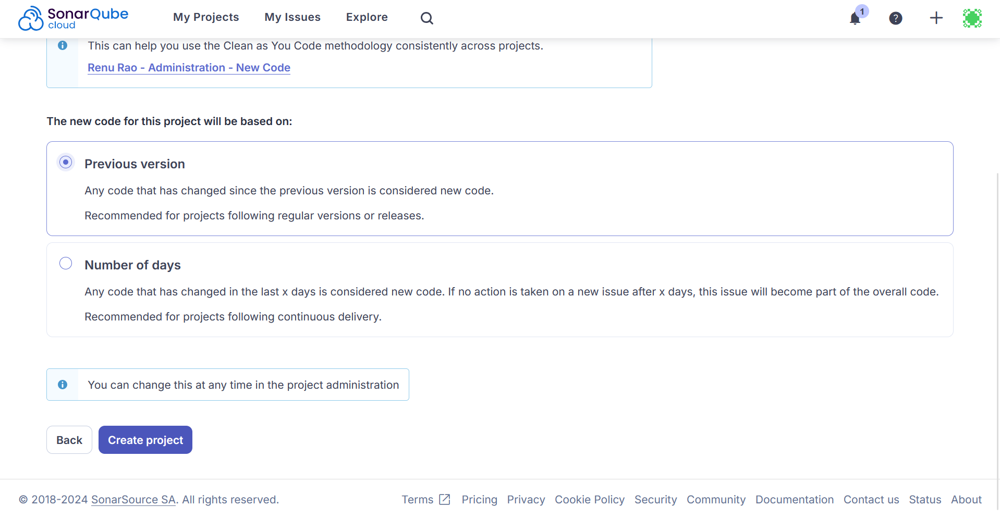 SonarQube cloud
My Projects My Issues Explore
1
?
This can help you use the Clean as You Code methodology consistently across projects.
Renu Rao - Administration - New Code
The new code for this project will be based on:
Previous version
Any code that has changed since the previous version is considered new code.
Recommended for projects following regular versions or releases.
Number of days
Any code that has changed in the last x days is considered new code. If no action is taken on a new issue after x days, this issue will become part of the overall code.
Recommended for projects following continuous delivery.
You can change this at any time in the project administration
Back Create project
© 2018-2024 SonarSource SA. All rights reserved. Terms Pricing Privacy Cookie Policy Security Community Documentation Contact us Status About